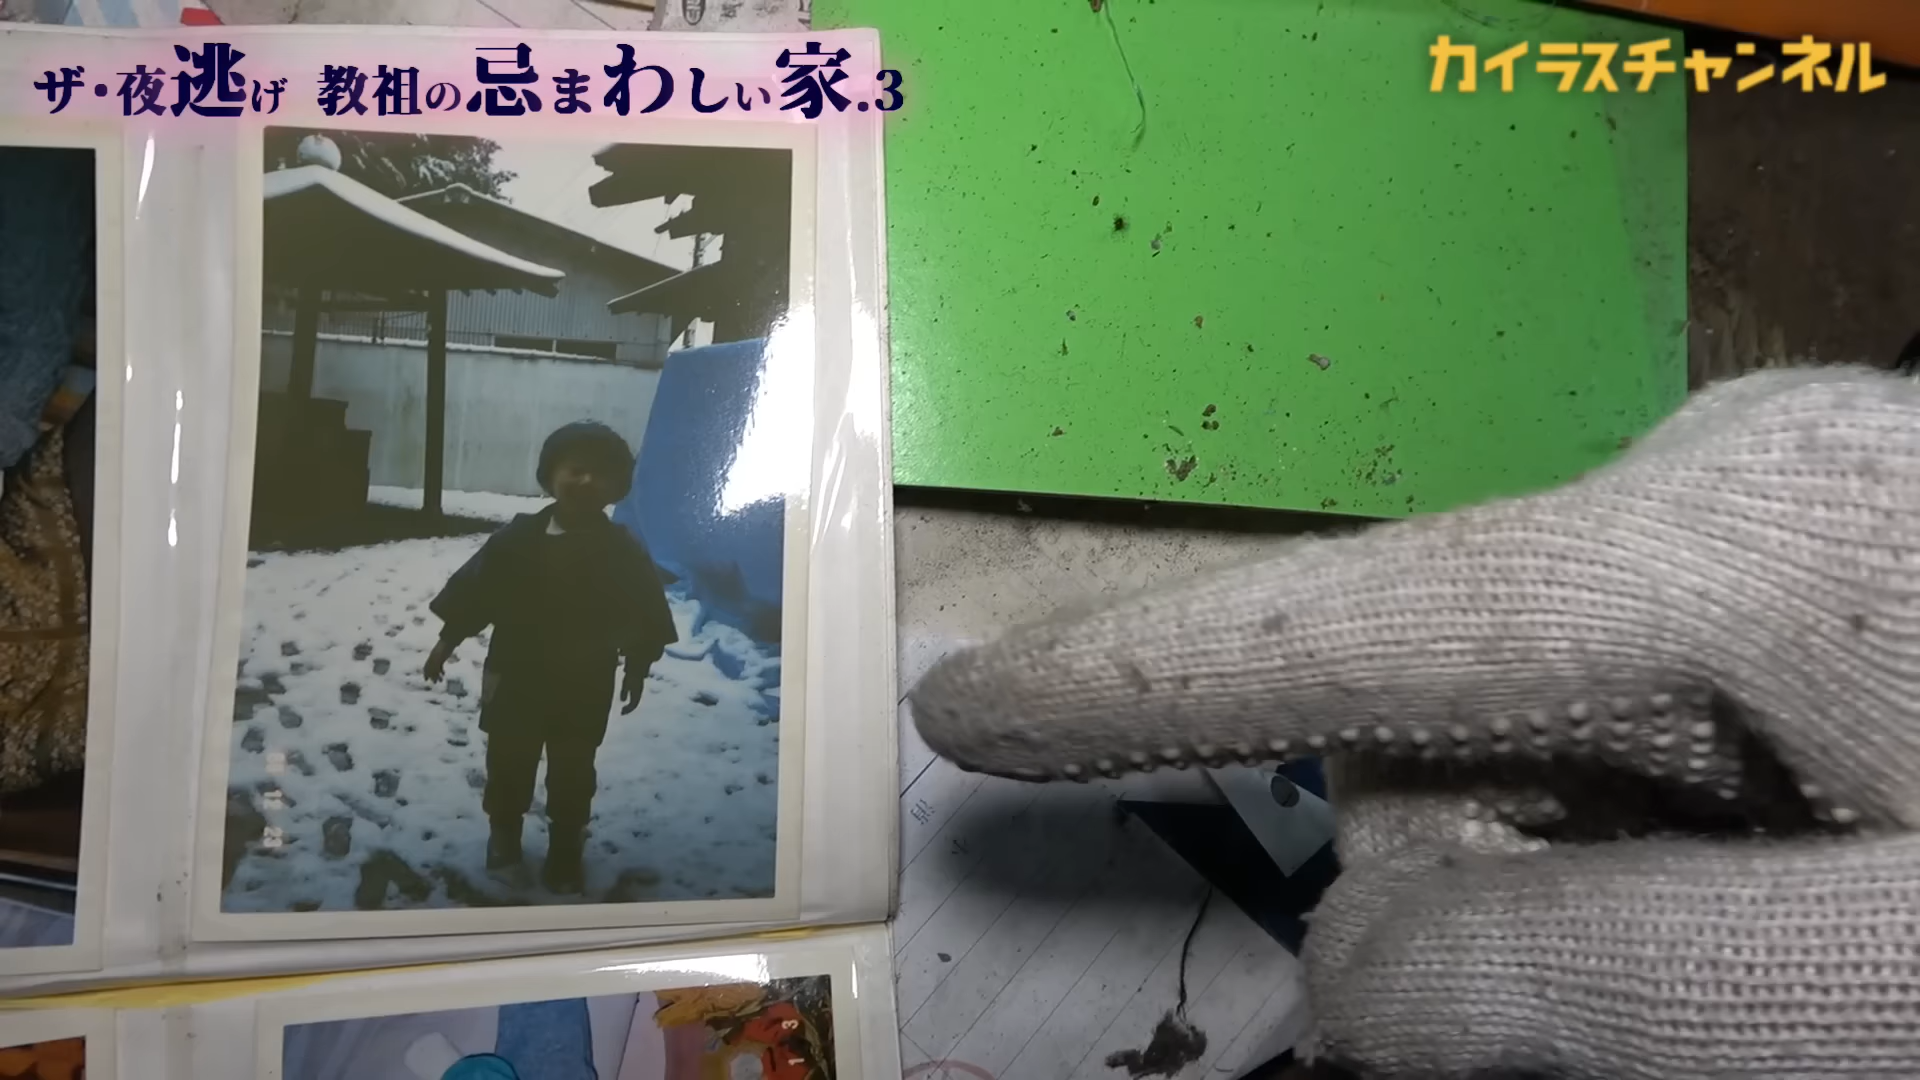 ザ・夜逃げ 教祖の忌まわしい家.3
カイラスチャンネル